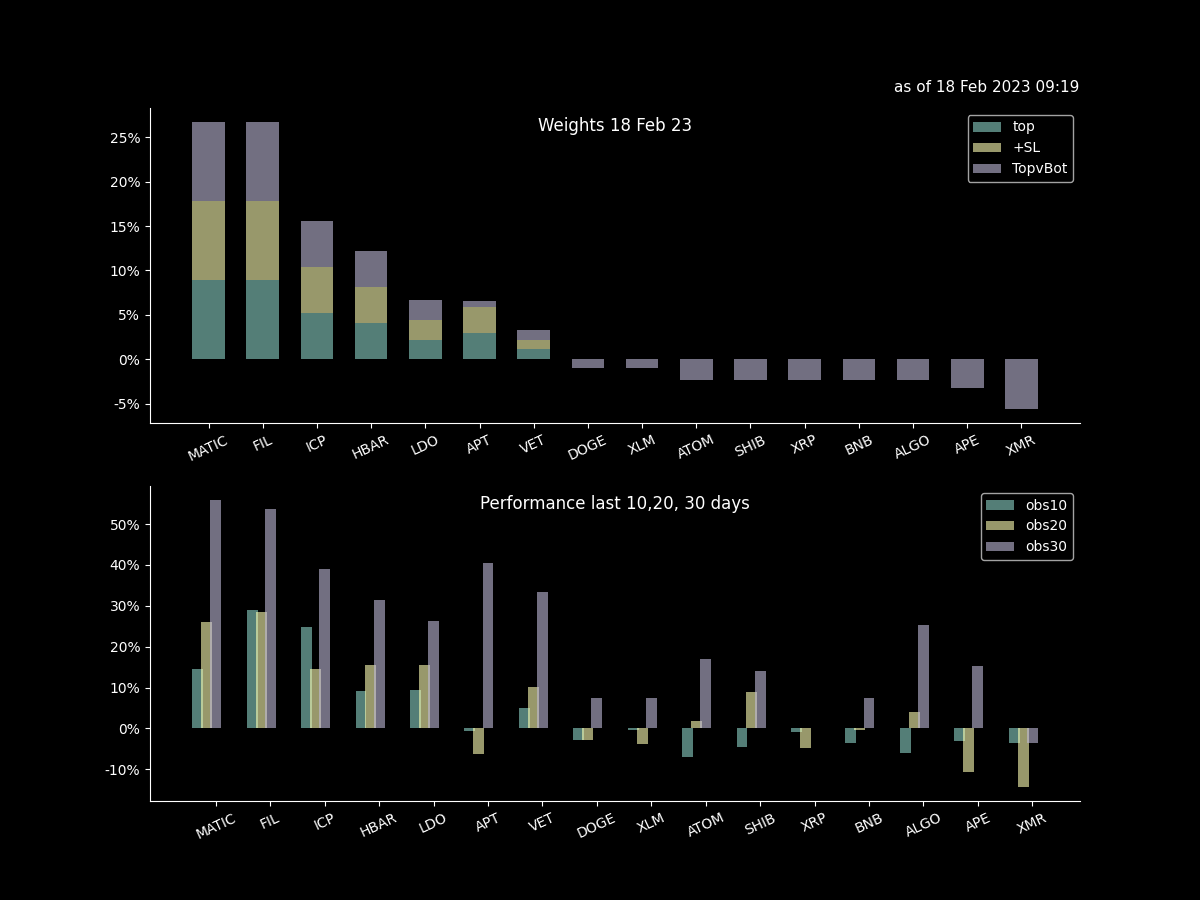 as of 18 Feb 2023 09:19
Weights 18 Feb 23
top
+SL
TopvBot
25%
20%
15%
10%
5%
0%
-5%
MATIC FIL ICP HBAR LDO APT VET DOGE XLM ATOM SHIB XRP BNB ALGO APE XMR
Performance last 10,20, 30 days
obs10
obs20
obs30
50%
40%
30%
20%
10%
0%
-10%
MATIC FIL ICP HBAR LDO APT VET DOGE XLM ATOM SHIB XRP BNB ALGO APE XMR